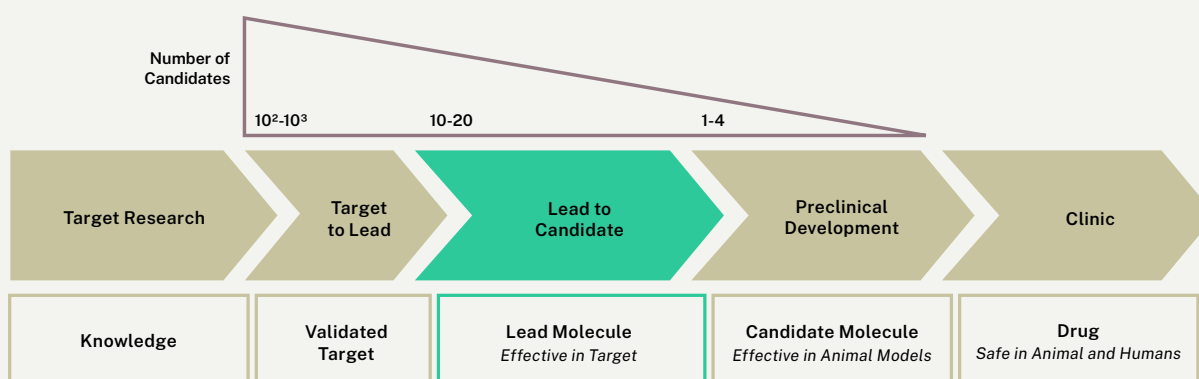 Number of
Candidates
10²-10³
10-20
1-4
Target Research
Target
to Lead
Lead to
Candidate
Preclinical
Development
Clinic
Knowledge
Validated
Target
Lead Molecule
Effective in Target
Candidate Molecule
Effective in Animal Models
Drug
Safe in Animal and Humans